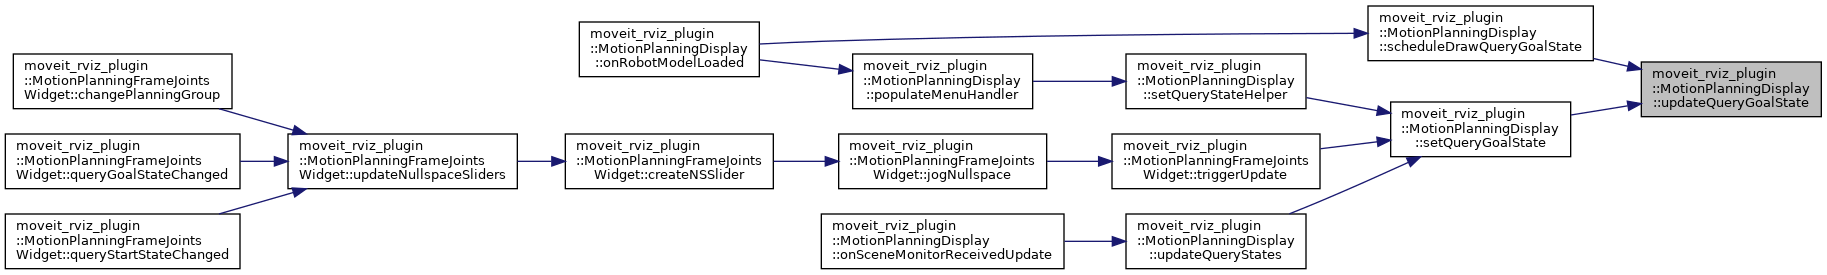 moveit_rviz_plugin
::MotionPlanningFrameJoints
Widget::changePlanningGroup
moveit_rviz_plugin
::MotionPlanningFrameJoints
Widget::queryGoalStateChanged
moveit_rviz_plugin
::MotionPlanningFrameJoints
Widget::queryStartStateChanged
moveit_rviz_plugin
::MotionPlanningFrameJoints
Widget::updateNullspaceSliders
moveit_rviz_plugin
::MotionPlanningDisplay
::onRobotModelLoaded
moveit_rviz_plugin
::MotionPlanningFrameJoints
Widget::createNSSlider
moveit_rviz_plugin
::MotionPlanningDisplay
::populateMenuHandler
moveit_rviz_plugin
::MotionPlanningFrameJoints
Widget::jogNullspace
moveit_rviz_plugin
::MotionPlanningDisplay
::onSceneMonitorReceivedUpdate
moveit_rviz_plugin
::MotionPlanningDisplay
::setQueryStateHelper
moveit_rviz_plugin
::MotionPlanningFrameJoints
Widget::triggerUpdate
moveit_rviz_plugin
::MotionPlanningDisplay
::updateQueryStates
moveit_rviz_plugin
::MotionPlanningDisplay
::scheduleDrawQueryGoalState
moveit_rviz_plugin
::MotionPlanningDisplay
::setQueryGoalState
moveit_rviz_plugin
::MotionPlanningDisplay
::updateQueryGoalState